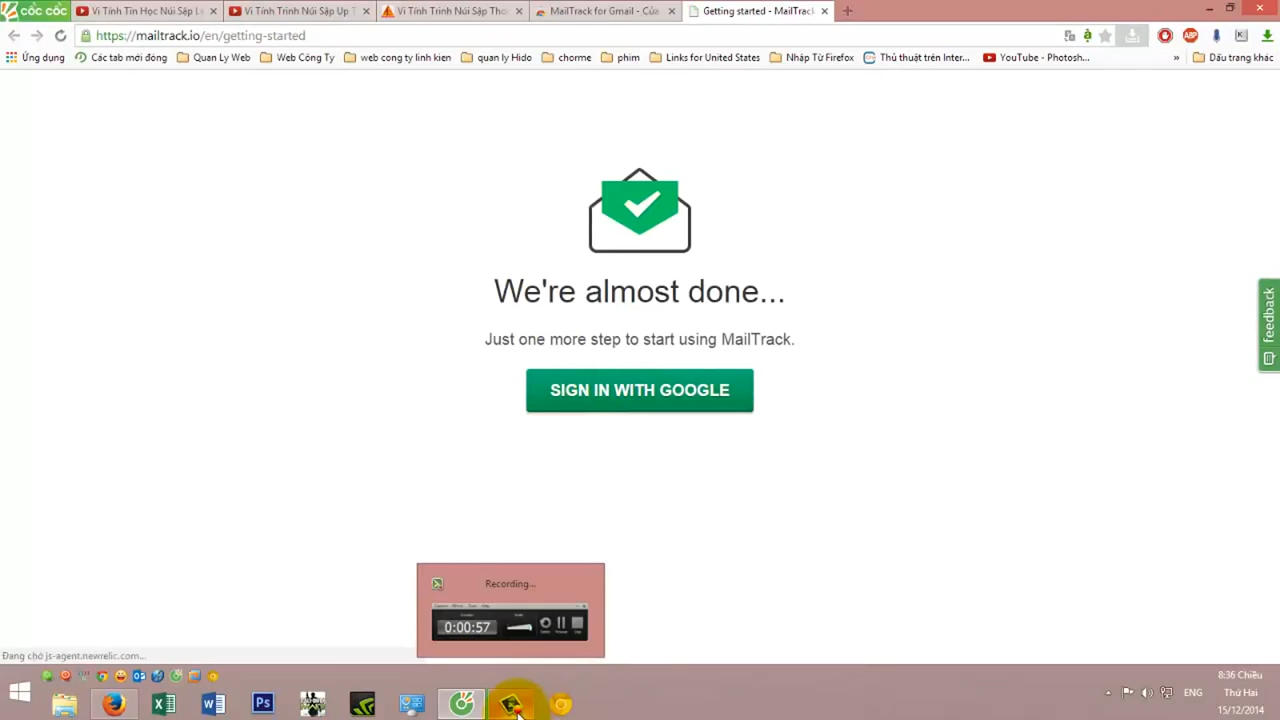 cốc cốc
Vi Tính Tin Học Núi Sập L
Vi Tính Trinh Núi Sập Up T
Vi Tính Trinh Núi Sập Tho
MailTrack for Gmail - Cửa
Getting started - MailTrack
https://mailtrack.io/en/getting-started
Ứng dụng
Các tab mới đóng
Quan Ly Web
Web Công Ty
web cong ty linh kien
quan ly Hido
chorme
phim
Links for United States
Nhập Từ Firefox
Thủ thuật trên Inter...
YouTube - Photosh...
»
Dấu trang khác
We're almost done...
Just one more step to start using MailTrack.
SIGN IN WITH GOOGLE
feedback
Recording...
0:00:57
Đang chờ js-agent.newrelic.com...
8:36 Chiều
ENG
Thứ Hai
15/12/2014